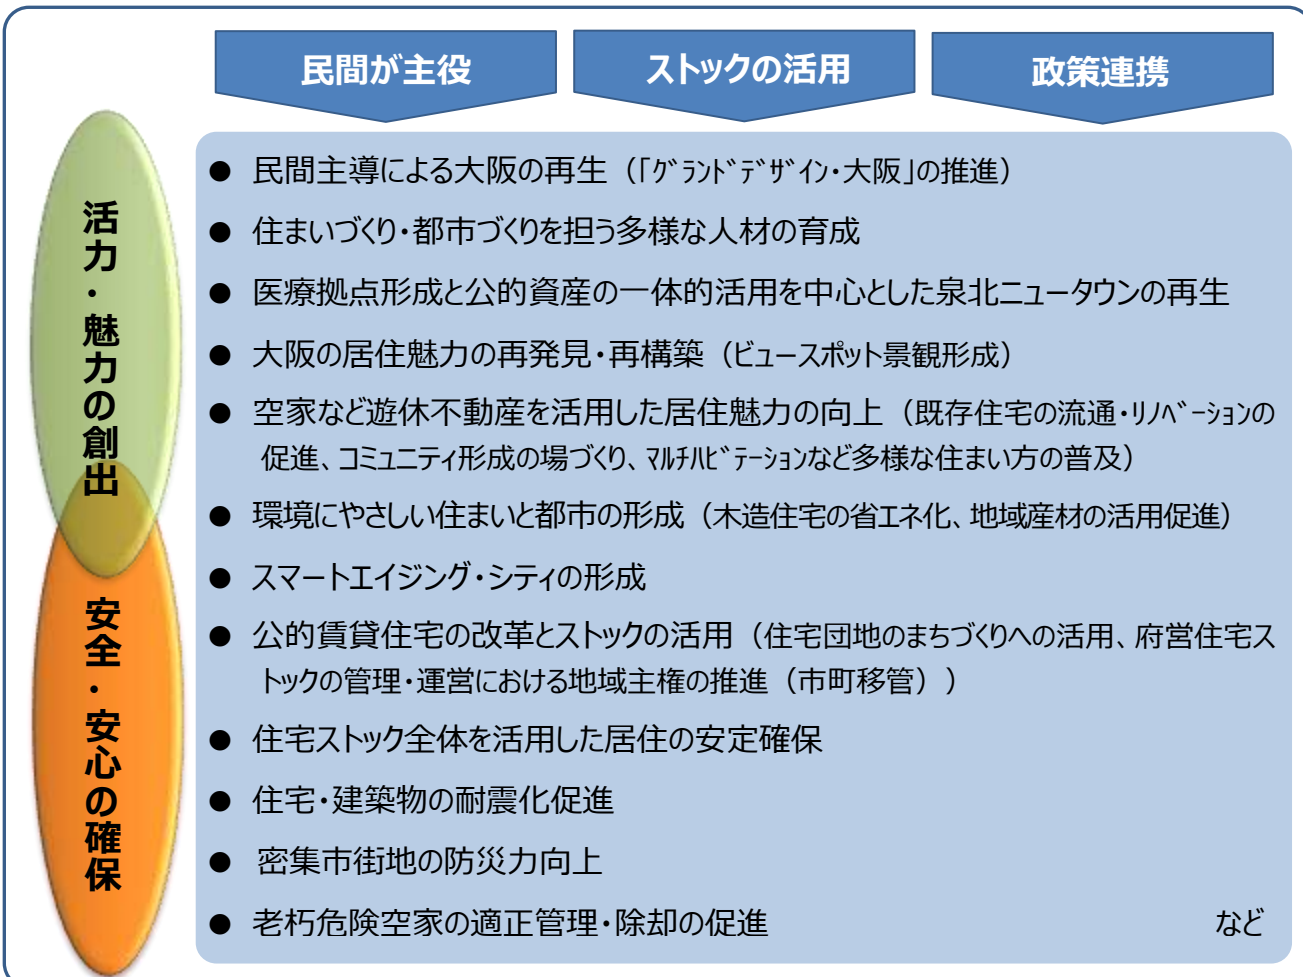 民間が主役
ストックの活用
政策連携
活力・魅力の創出
安全・安心の確保
● 民間主導による大阪の再生（「ｸﾞﾗﾝﾄﾞﾃﾞｻﾞｲﾝ・大阪」の推進）
● 住まいづくり・都市づくりを担う多様な人材の育成
● 医療拠点形成と公的資産の一体的活用を中心とした泉北ニュータウンの再生
● 大阪の居住魅力の再発見・再構築（ビュースポット景観形成）
● 空家など遊休不動産を活用した居住魅力の向上（既存住宅の流通・ﾘﾉﾍﾞｰｼｮﾝの
促進、コミュニティ形成の場づくり、ﾏﾙﾁﾊﾋﾞﾃｰｼｮﾝなど多様な住まい方の普及）
● 環境にやさしい住まいと都市の形成（木造住宅の省エネ化、地域産材の活用促進）
● スマートエイジング・シティの形成
● 公的賃貸住宅の改革とストックの活用（住宅団地のまちづくりへの活用、府営住宅ス
トックの管理・運営における地域主権の推進（市町移管））
● 住宅ストック全体を活用した居住の安定確保
● 住宅・建築物の耐震化促進
● 密集市街地の防災力向上
● 老朽危険空家の適正管理・除却の促進 など